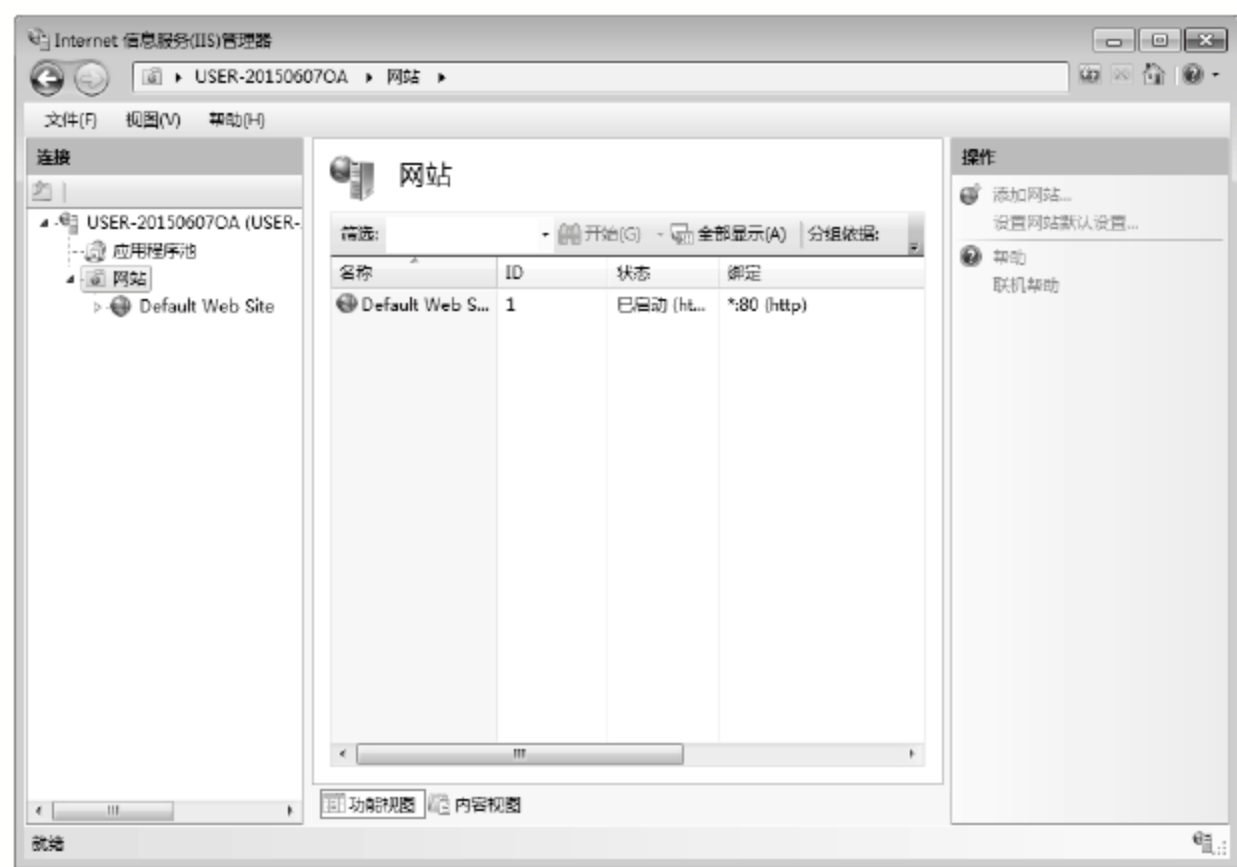 Internet 信息服务(IIS)管理器
USER-20150607OA 网站
文件(F) 视图(V) 帮助(H)
连接
USER-20150607OA (USER-
应用程序池
网站
Default Web Site
网站
筛选: 开始(G) 全部显示(A) 分组依据:
名称 ID 状态 绑定
Default Web S... 1 已启动 (ht... *:80 (http)
功能视图 内容视图
操作
添加网站...
设置网站默认设置...
帮助
联机帮助
就绪